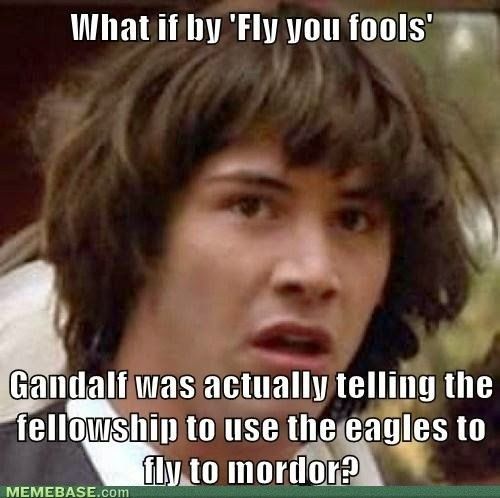 What if by 'Fly you fools'
Gandalf was actually telling the
fellowship to use the eagles to
fly to mordor?
MEMEBASE.com